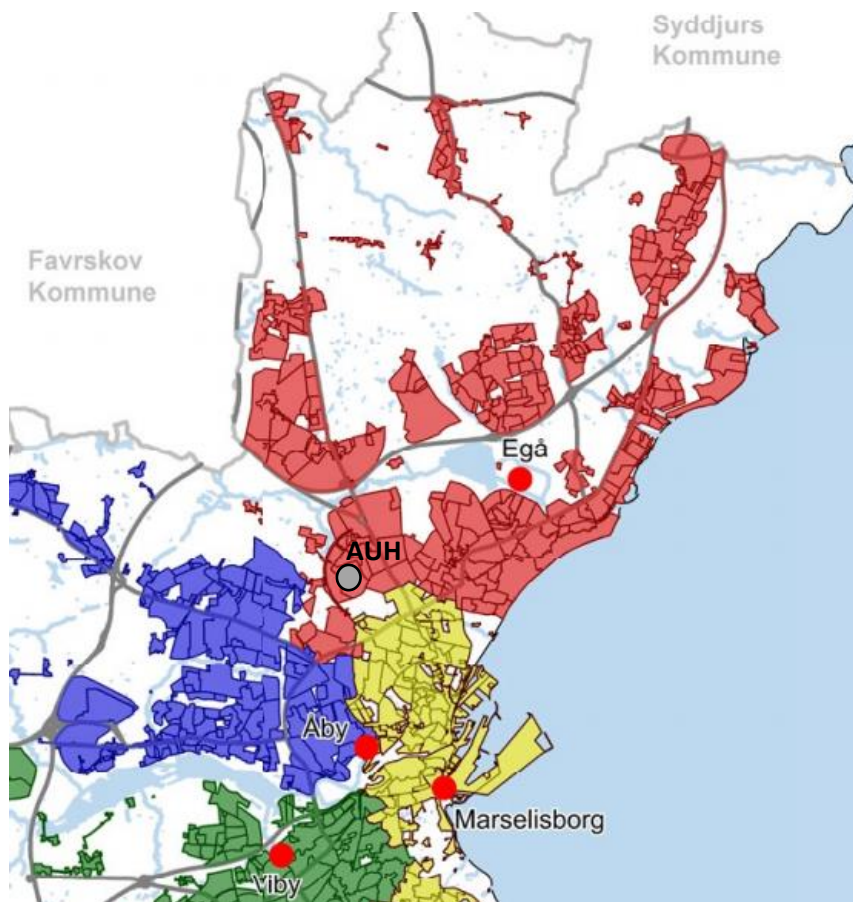 Syddjurs
Kommune
Favrskov
Kommune
Egå
AUH
Åby
Marselisborg
Viby